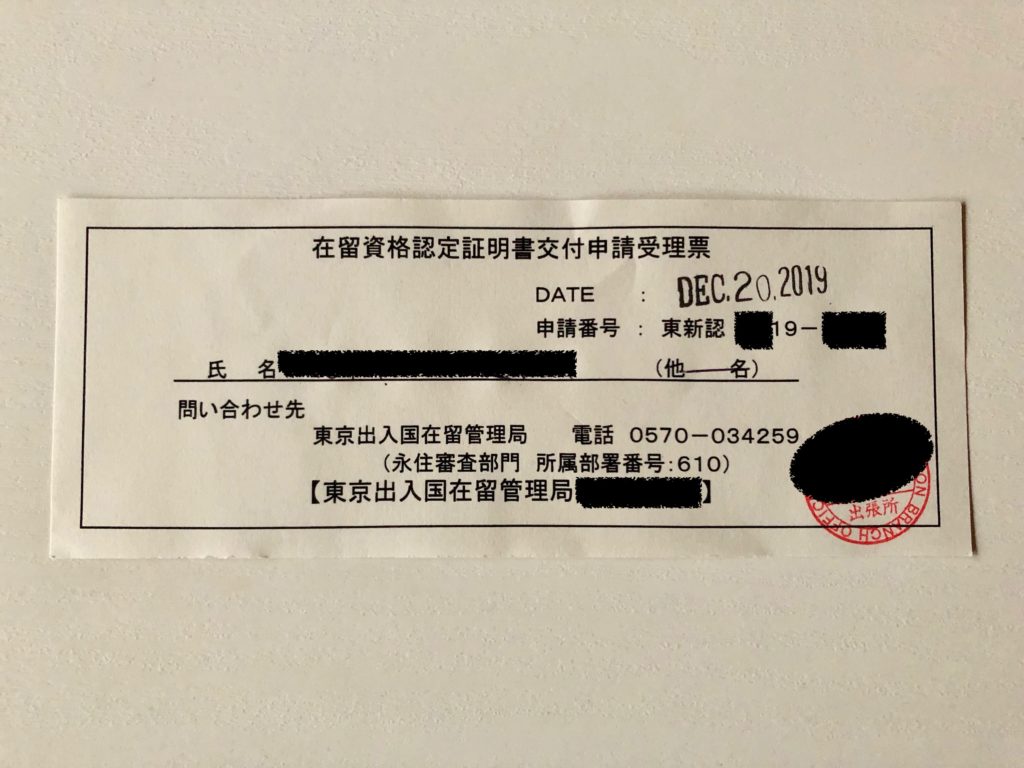 在留資格認定証明書交付申請受理票
DATE : DEC.20.2019
申請番号 : 東新認 19-
氏 名 (他 名)
問い合わせ先
東京出入国在留管理局 電話 0570-034259
(永住審査部門 所属部署番号:610)
【東京出入国在留管理局 】
出張所
ON BRANCH OFFIC